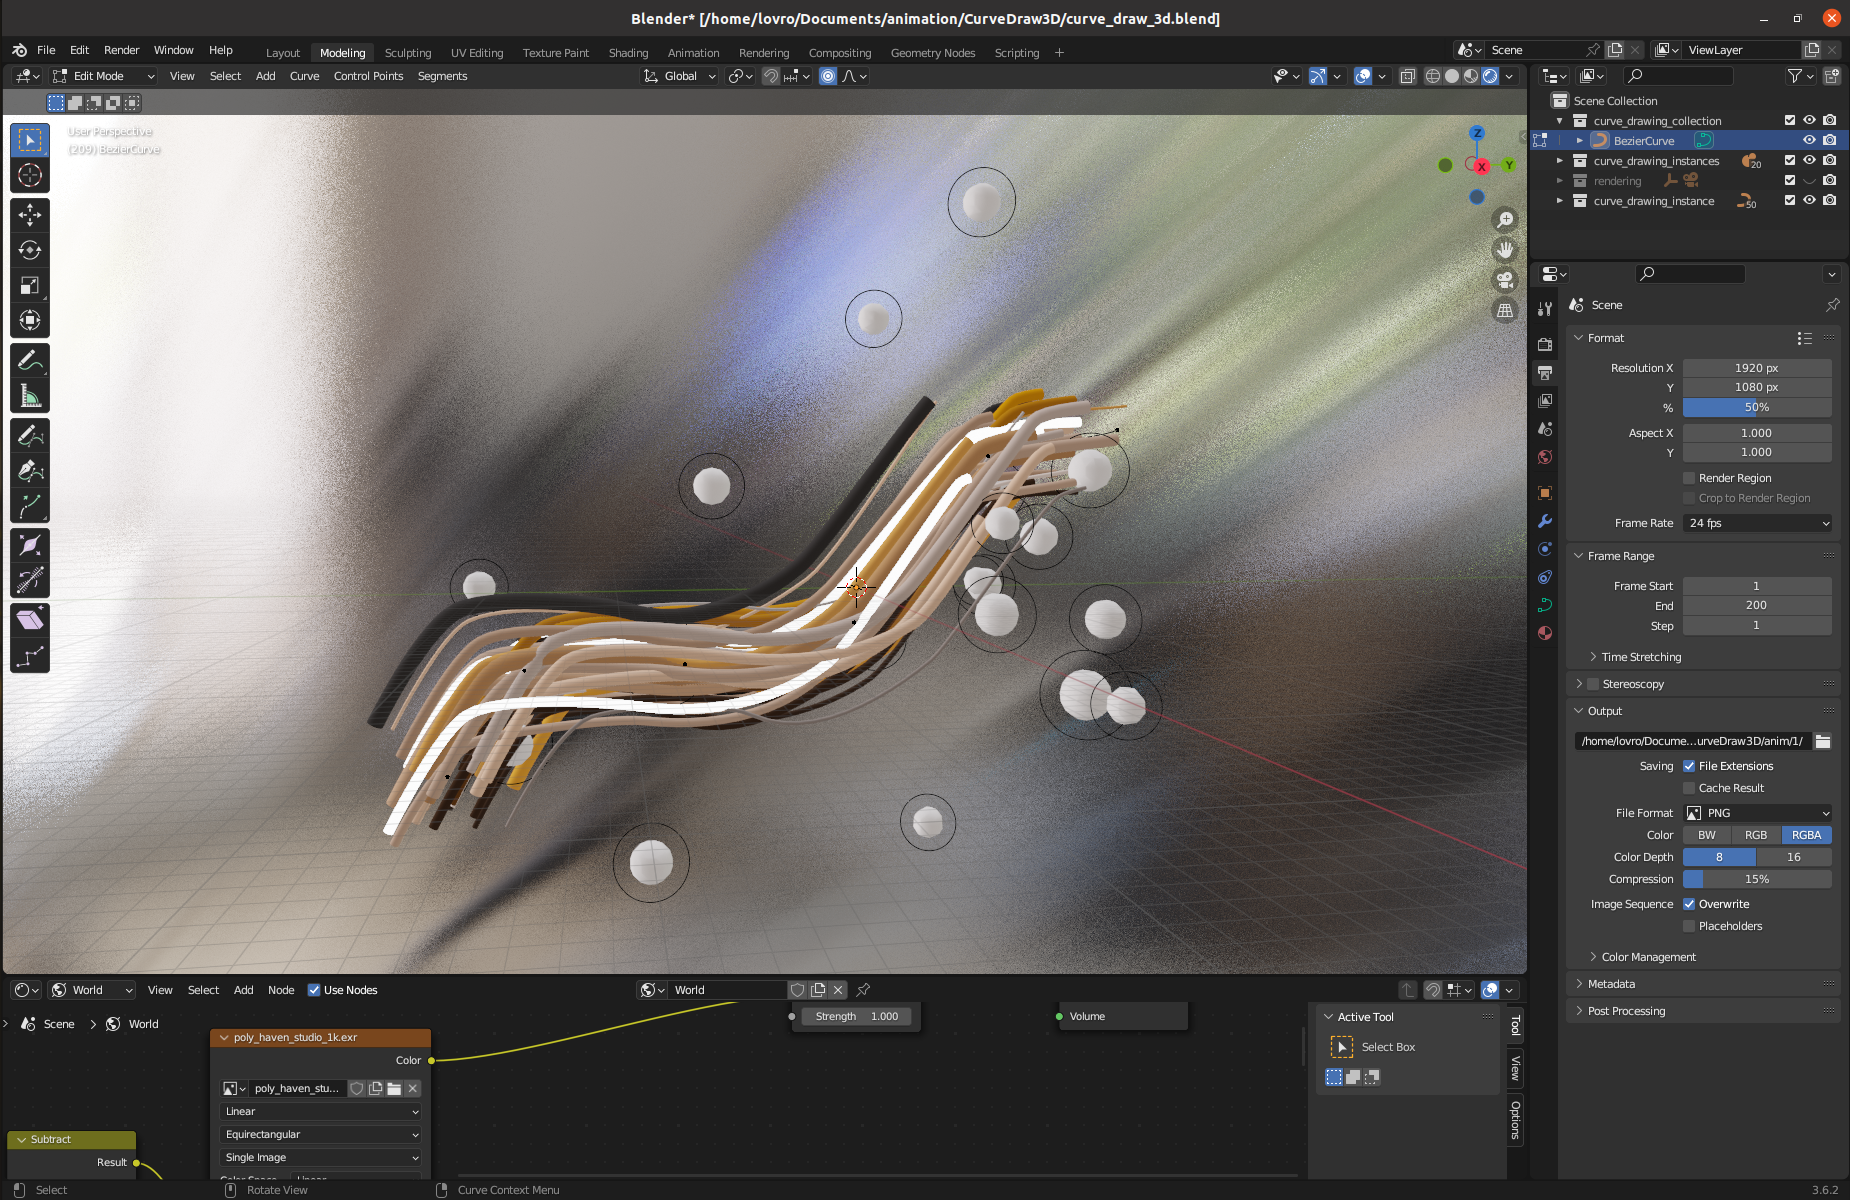 Blender* [/home/lovro/Documents/animation/CurveDraw3D/curve_draw_3d.blend]
File Edit Render Window Help Layout Modeling Sculpting UV Editing Texture Paint Shading Animation Rendering Compositing Geometry Nodes Scripting + Scene ViewLayer
Edit Mode View Select Add Curve Control Points Segments Global
User Perspective
(209) BezierCurve
Z
X
Y
Scene Collection
curve_drawing_collection
BezierCurve
curve_drawing_instances 20
rendering
curve_drawing_instance 50
Scene
Format
Resolution X 1920 px
Y 1080 px
% 50%
Aspect X 1.000
Y 1.000
Render Region
Crop to Render Region
Frame Rate 24 fps
Frame Range
Frame Start 1
End 200
Step 1
Time Stretching
Stereoscopy
Output
/home/lovro/Docume...urveDraw3D/anim/1/
Saving File Extensions
Cache Result
File Format PNG
Color BW RGB RGBA
Color Depth 8 16
Compression 15%
Image Sequence Overwrite
Placeholders
Color Management
Metadata
Post Processing
World View Select Add Node Use Nodes World
Scene World
Strength 1.000
Volume
poly_haven_studio_1k.exr
Color
poly_haven_stu...
Linear
Equirectangular
Single Image
Color Space Linear
Subtract
Result
Active Tool
Select Box
Tool
View
Options
Select Rotate View Curve Context Menu 3.6.2